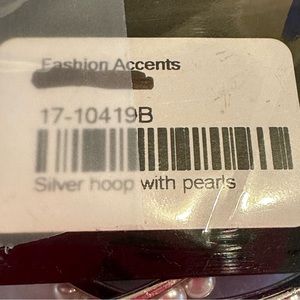 Fashion Accents
17-10419B
Silver hoop with pearls